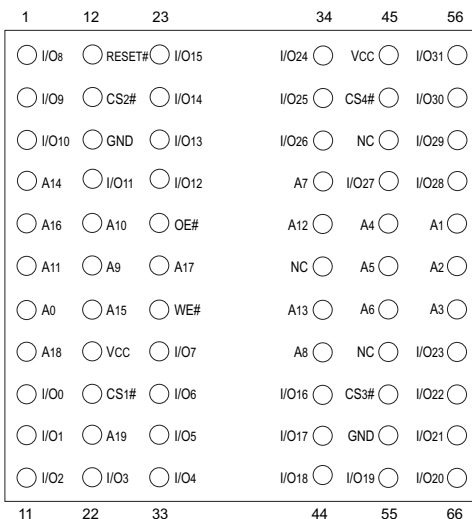 1 12 23 34 45 56
I/O8 RESET# I/O15 I/O24 VCC I/O31
I/O9 CS2# I/O14 I/O25 CS4# I/O30
I/O10 GND I/O13 I/O26 NC I/O29
A14 I/O11 I/O12 A7 I/O27 I/O28
A16 A10 OE# A12 A4 A1
A11 A9 A17 NC A5 A2
A0 A15 WE# A13 A6 A3
A18 VCC I/O7 A8 NC I/O23
I/O0 CS1# I/O6 I/O16 CS3# I/O22
I/O1 A19 I/O5 I/O17 GND I/O21
I/O2 I/O3 I/O4 I/O18 I/O19 I/O20
11 22 33 44 55 66